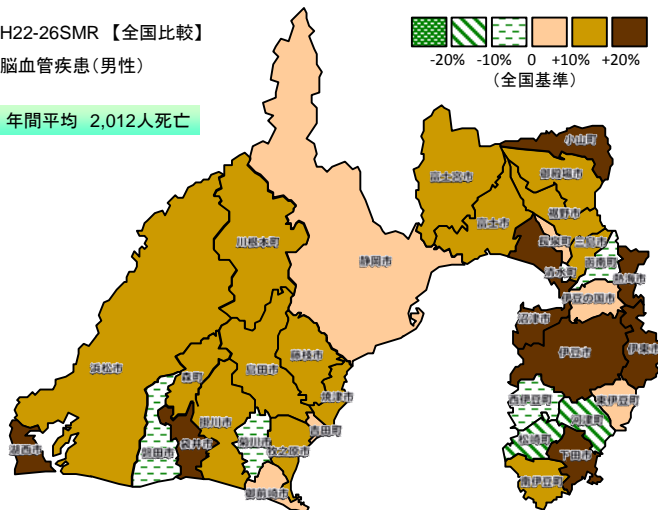 H22-26SMR 【全国比較】
脳血管疾患(男性)
年間平均 2,012人死亡
-20% -10% 0 +10% +20%
(全国基準)
小山町
御殿場市
富士宮市
裾野市
富士市
川根本町
長泉町 三島市
函南町
静岡市
清水町 熱海市
伊豆の国市
沼津市
伊豆市 伊東市
藤枝市
島田市
浜松市
森町
焼津市
西伊豆町 東伊豆町
掛川市
河津町
吉田町
松崎町
湖西市
磐田市 袋井市 菊川市 牧之原市
下田市
南伊豆町
御前崎市